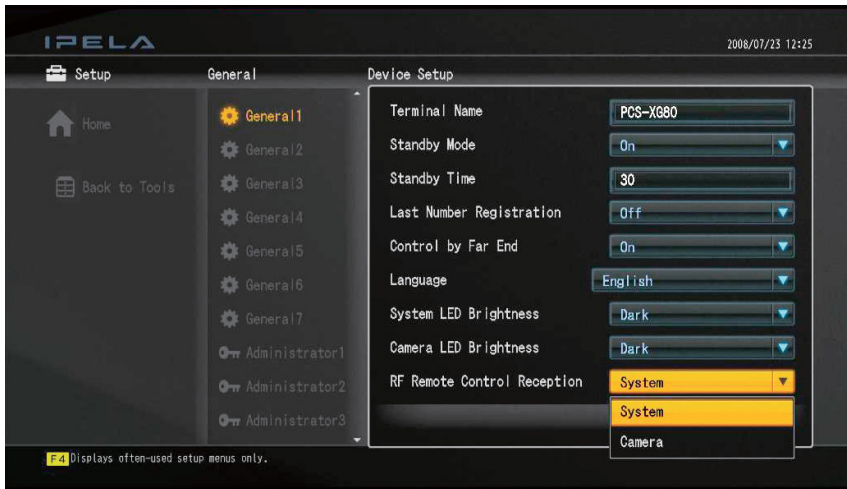 IPELA
2008/07/23 12:25
Setup
General
Device Setup
Home
Back to Tools
General1
General2
General3
General4
General5
General6
General7
Administrator1
Administrator2
Administrator3
Terminal Name PCS-XG80
Standby Mode On
Standby Time 30
Last Number Registration Off
Control by Far End On
Language English
System LED Brightness Dark
Camera LED Brightness Dark
RF Remote Control Reception System
System
Camera
F4 Displays often-used setup menus only.